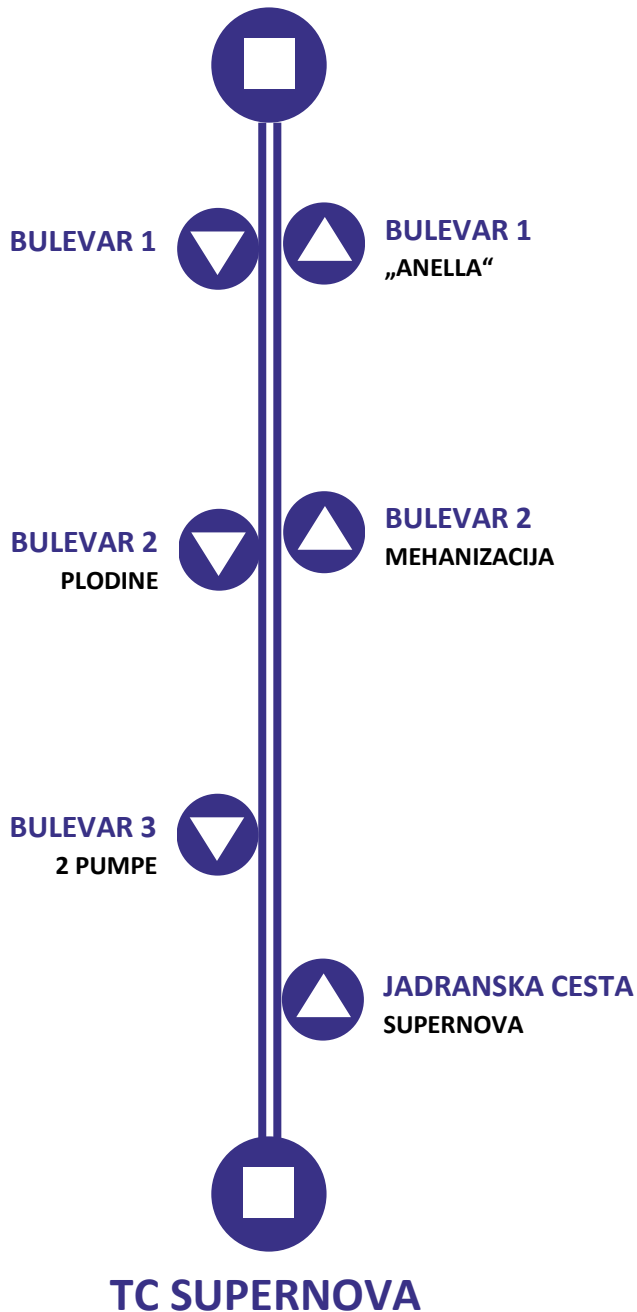 BULEVAR 1
BULEVAR 1
„ANELLA“
BULEVAR 2
PLODINE
BULEVAR 2
MEHANIZACIJA
BULEVAR 3
2 PUMPE
JADRANSKA CESTA
SUPERNOVA
TC SUPERNOVA